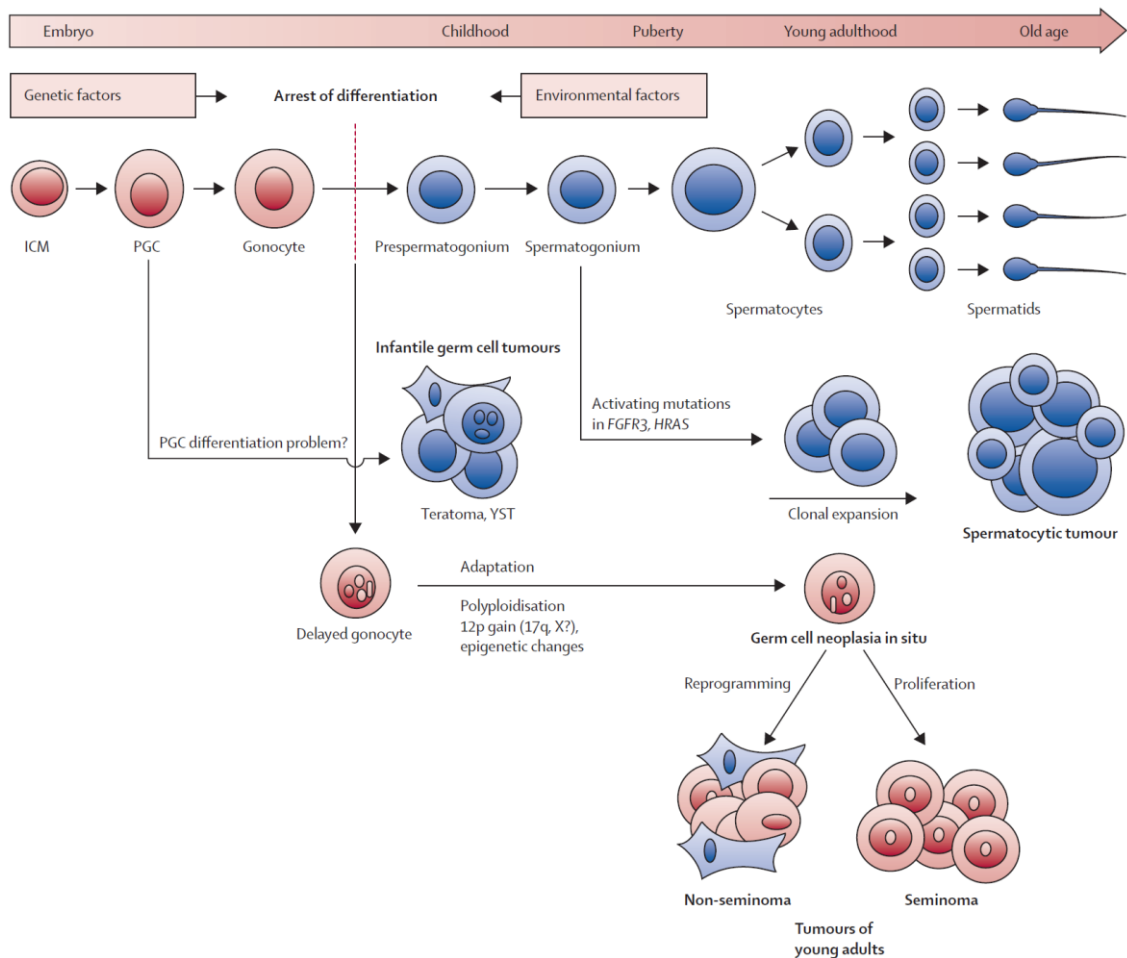 Embryo
Childhood
Puberty
Young adulthood
Old age
Genetic factors
Arrest of differentiation
Environmental factors
ICM
PGC
Gonocyte
Prespermatogonium
Spermatogonium
Spermatocytes
Spermatids
Infantile germ cell tumours
PGC differentiation problem?
Teratoma, YST
Activating mutations
in FGFR3, HRAS
Clonal expansion
Spermatocytic tumour
Delayed gonocyte
Adaptation
Polyploidisation
12p gain (17q, X?),
epigenetic changes
Germ cell neoplasia in situ
Reprogramming
Proliferation
Non-seminoma
Seminoma
Tumours of
young adults